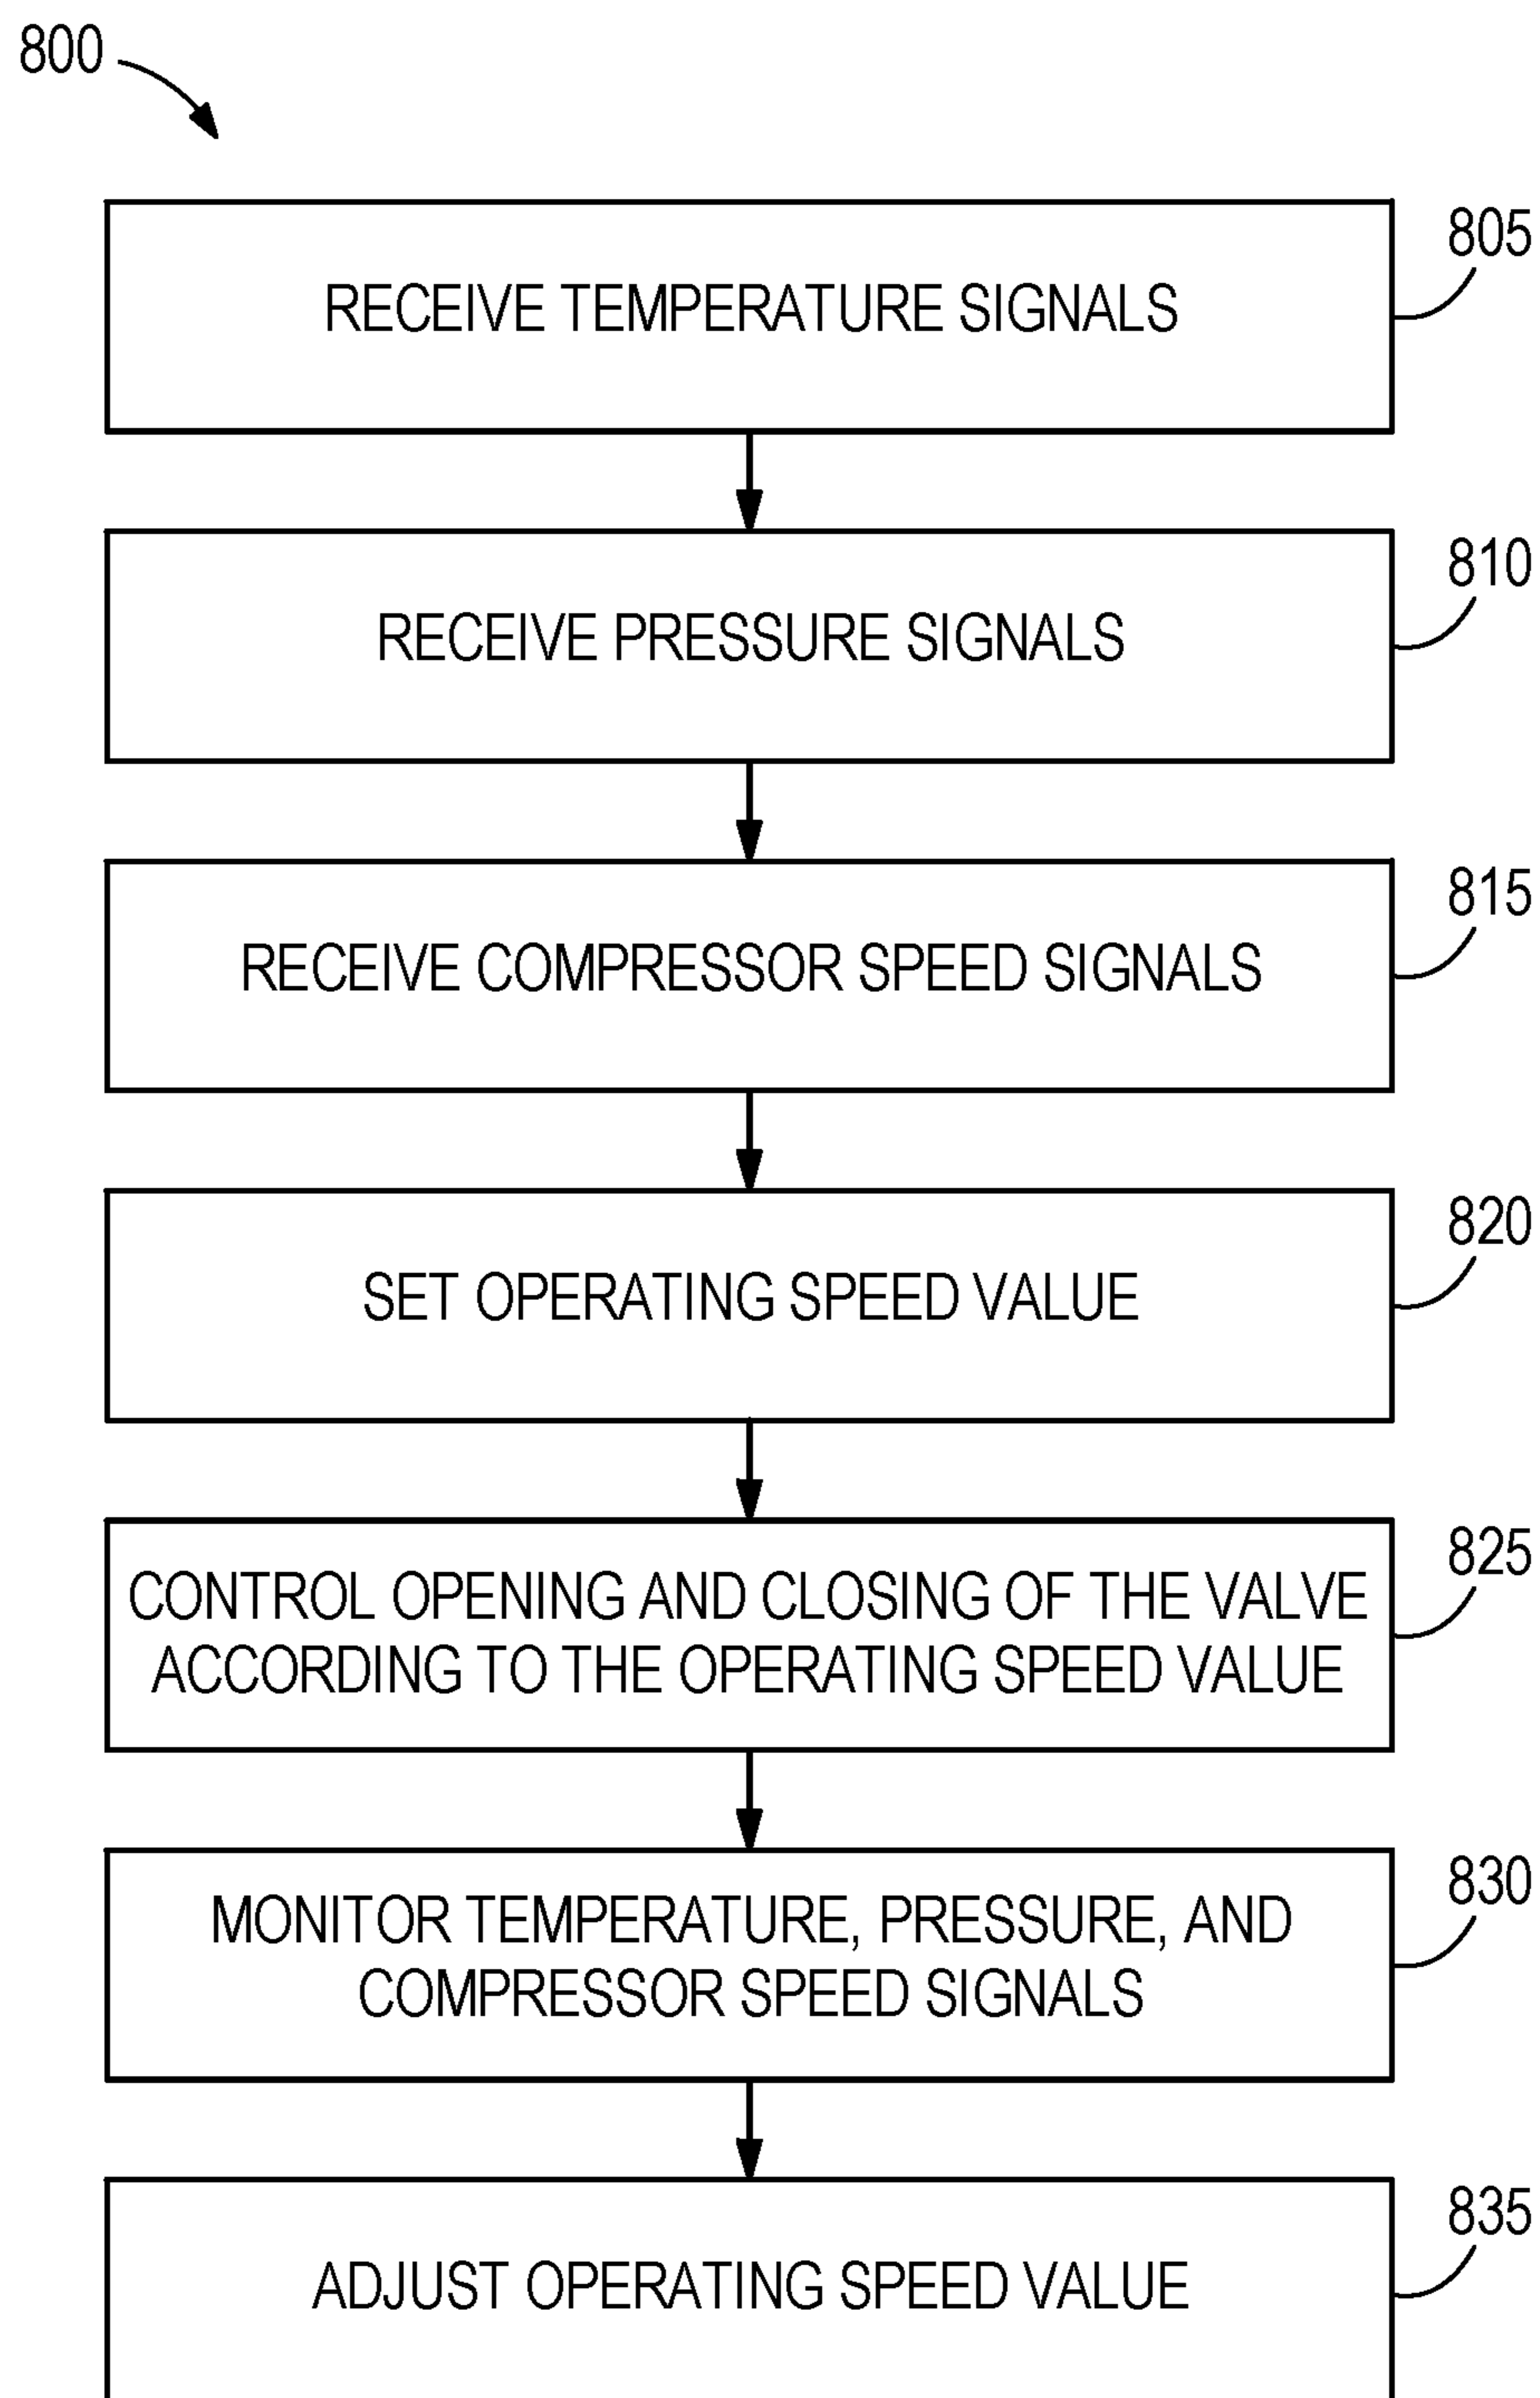 800
805
RECEIVE TEMPERATURE SIGNALS
810
RECEIVE PRESSURE SIGNALS
815
RECEIVE COMPRESSOR SPEED SIGNALS
820
SET OPERATING SPEED VALUE
825
CONTROL OPENING AND CLOSING OF THE VALVE
ACCORDING TO THE OPERATING SPEED VALUE
830
MONITOR TEMPERATURE, PRESSURE, AND
COMPRESSOR SPEED SIGNALS
835
ADJUST OPERATING SPEED VALUE